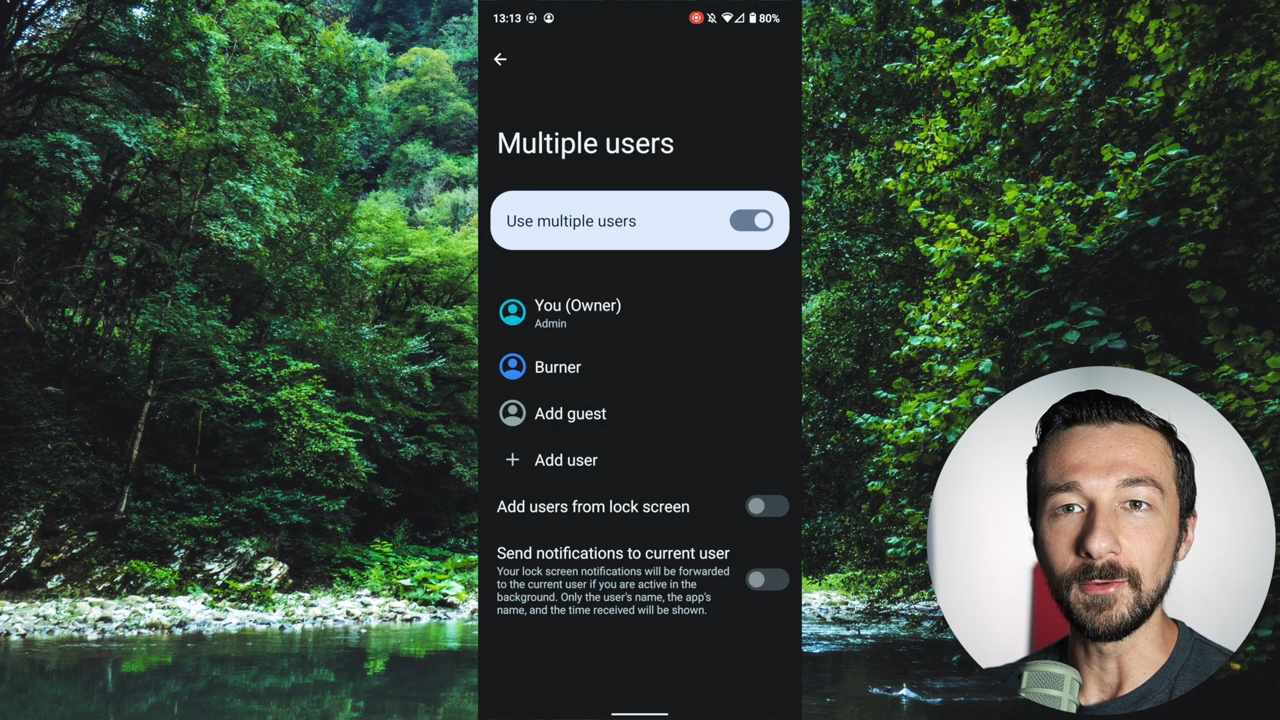 13:13
80%
Multiple users
Use multiple users
You (Owner)
Admin
Burner
Add guest
Add user
Add users from lock screen
Send notifications to current user
Your lock screen notifications will be forwarded
to the current user if you are active in the
background. Only the user's name, the app's
name, and the time received will be shown.